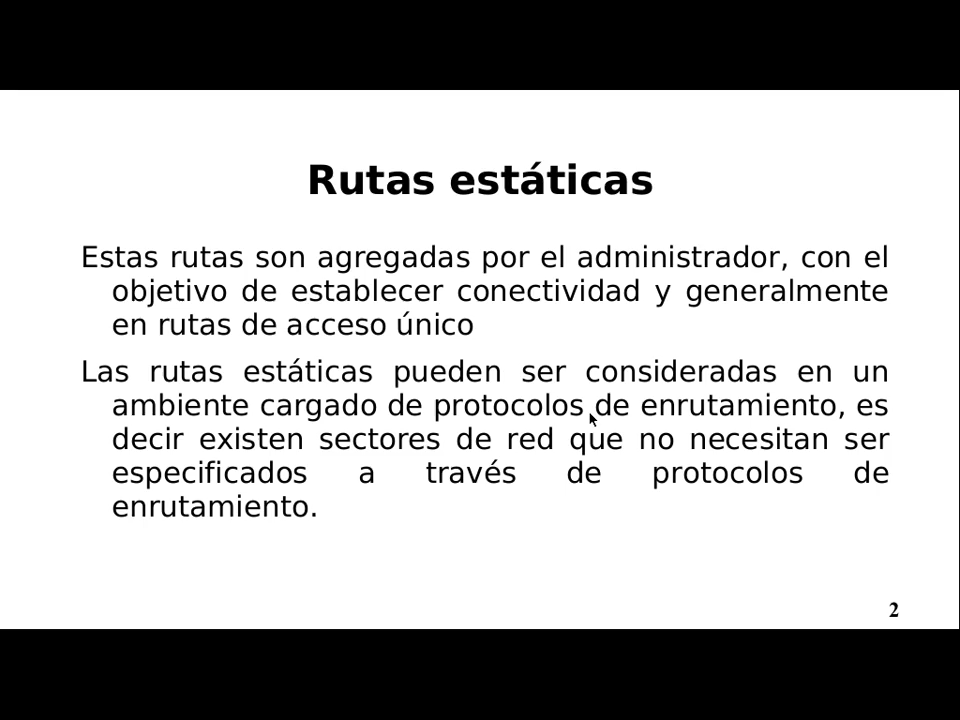 Rutas estáticas
Estas rutas son agregadas por el administrador, con el
objetivo de establecer conectividad y generalmente
en rutas de acceso único
Las rutas estáticas pueden ser consideradas en un
ambiente cargado de protocolos de enrutamiento, es
decir existen sectores de red que no necesitan ser
especificados a través de protocolos de
enrutamiento.
2